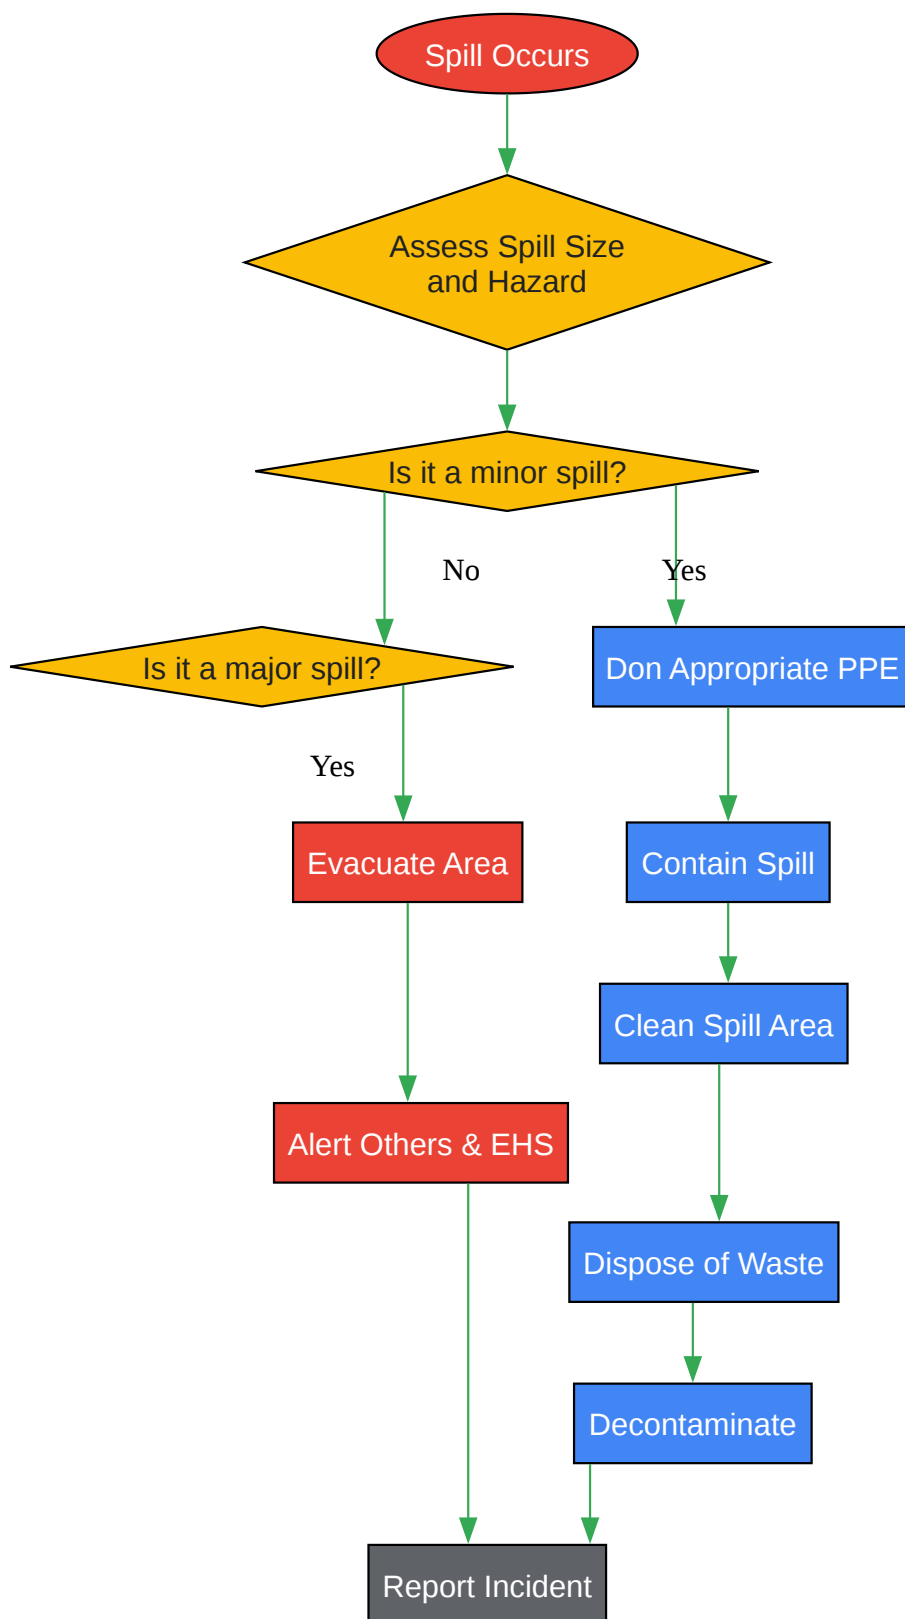 Spill Occurs
Assess Spill Size
and Hazard
Is it a minor spill?
No
Yes
Is it a major spill?
Don Appropriate PPE
Yes
Evacuate Area
Contain Spill
Clean Spill Area
Alert Others & EHS
Dispose of Waste
Decontaminate
Report Incident